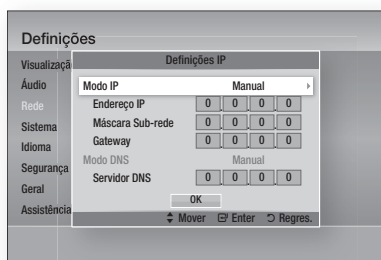 Definições
Definições IP
Visualizaçã
Áudio
Rede
Sistema
Idioma
Segurança
Geral
Assistência
Modo IP Manual
Endereço IP 0 . 0 . 0 . 0
Máscara Sub-rede 0 . 0 . 0 . 0
Gateway 0 . 0 . 0 . 0
Modo DNS Manual
Servidor DNS 0 . 0 . 0 . 0
OK
Mover Enter Regres.